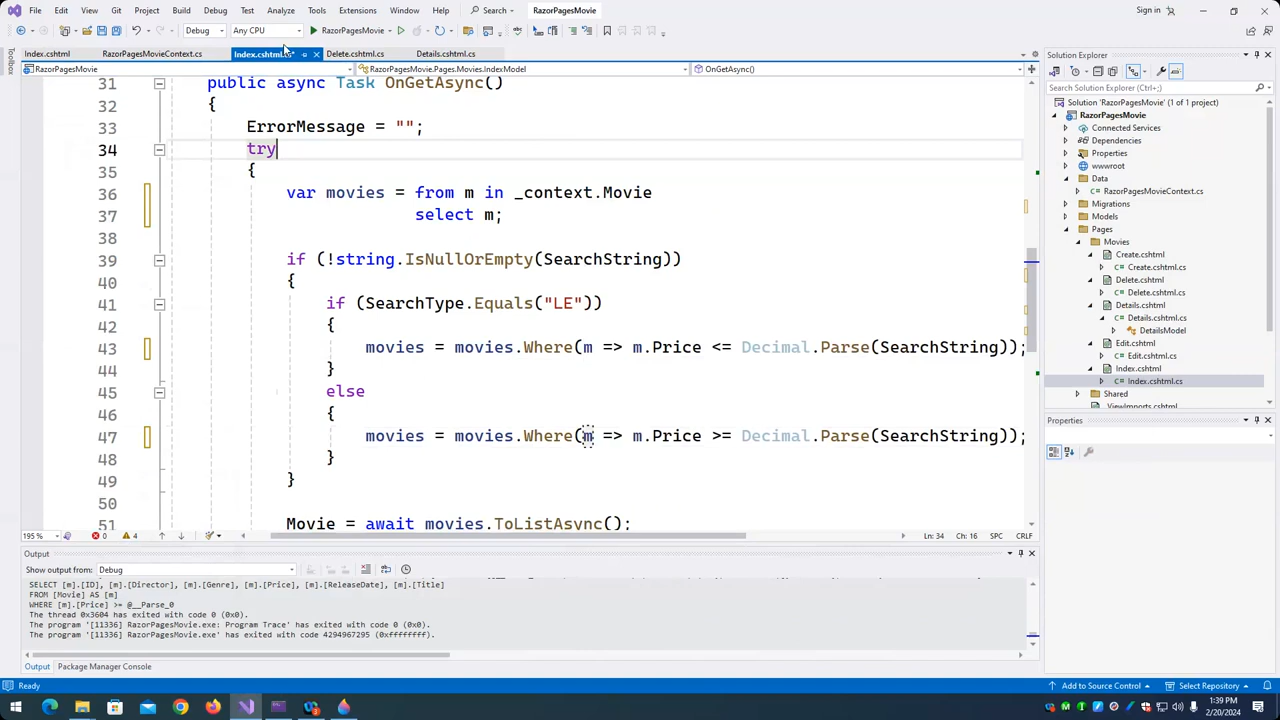 File Edit View Git Project Build Debug Test Analyze Tools Extensions Window Help Search RazorPagesMovie Sign in
Debug Any CPU RazorPagesMovie
Index.cshtml RazorPagesMovieContext.cs Index.cshtml.cs* Delete.cshtml.cs Details.cshtml.cs
RazorPagesMovie RazorPagesMovie.Pages.Movies.IndexModel OnGetAsync()
Toolbox
31 public async Task OnGetAsync()
32 {
33 ErrorMessage = "";
34 try
35 {
36 var movies = from m in _context.Movie
37 select m;
38
39 if (!string.IsNullOrEmpty(SearchString))
40 {
41 if (SearchType.Equals("LE"))
42 {
43 movies = movies.Where(m => m.Price <= Decimal.Parse(SearchString));
44 }
45 else
46 {
47 movies = movies.Where(m => m.Price >= Decimal.Parse(SearchString));
48 }
49 }
50
51 Movie = await movies.ToListAsync();
195 % 0 4 Ln: 34 Ch: 16 SPC CRLF
Output
Show output from: Debug
SELECT [m].[ID], [m].[Director], [m].[Genre], [m].[Price], [m].[ReleaseDate], [m].[Title]
FROM [Movie] AS [m]
WHERE [m].[Price] >= @__Parse_0
The thread 0x3604 has exited with code 0 (0x0).
The program '[11336] RazorPagesMovie.exe: Program Trace' has exited with code 0 (0x0).
The program '[11336] RazorPagesMovie.exe' has exited with code 4294967295 (0xffffffff).
Output Package Manager Console
Solution Explorer
Search Solution Explorer (Ctrl+;)
Solution 'RazorPagesMovie' (1 of 1 project)
RazorPagesMovie
Connected Services
Dependencies
Properties
wwwroot
Data
RazorPagesMovieContext.cs
Migrations
Models
Pages
Movies
Create.cshtml
Create.cshtml.cs
Delete.cshtml
Delete.cshtml.cs
Details.cshtml
Details.cshtml.cs
DetailsModel
Edit.cshtml
Edit.cshtml.cs
Index.cshtml
Index.cshtml.cs
Shared
_ViewImports.cshtml
Properties
Ready Add to Source Control Select Repository
1:39 PM
2/20/2024